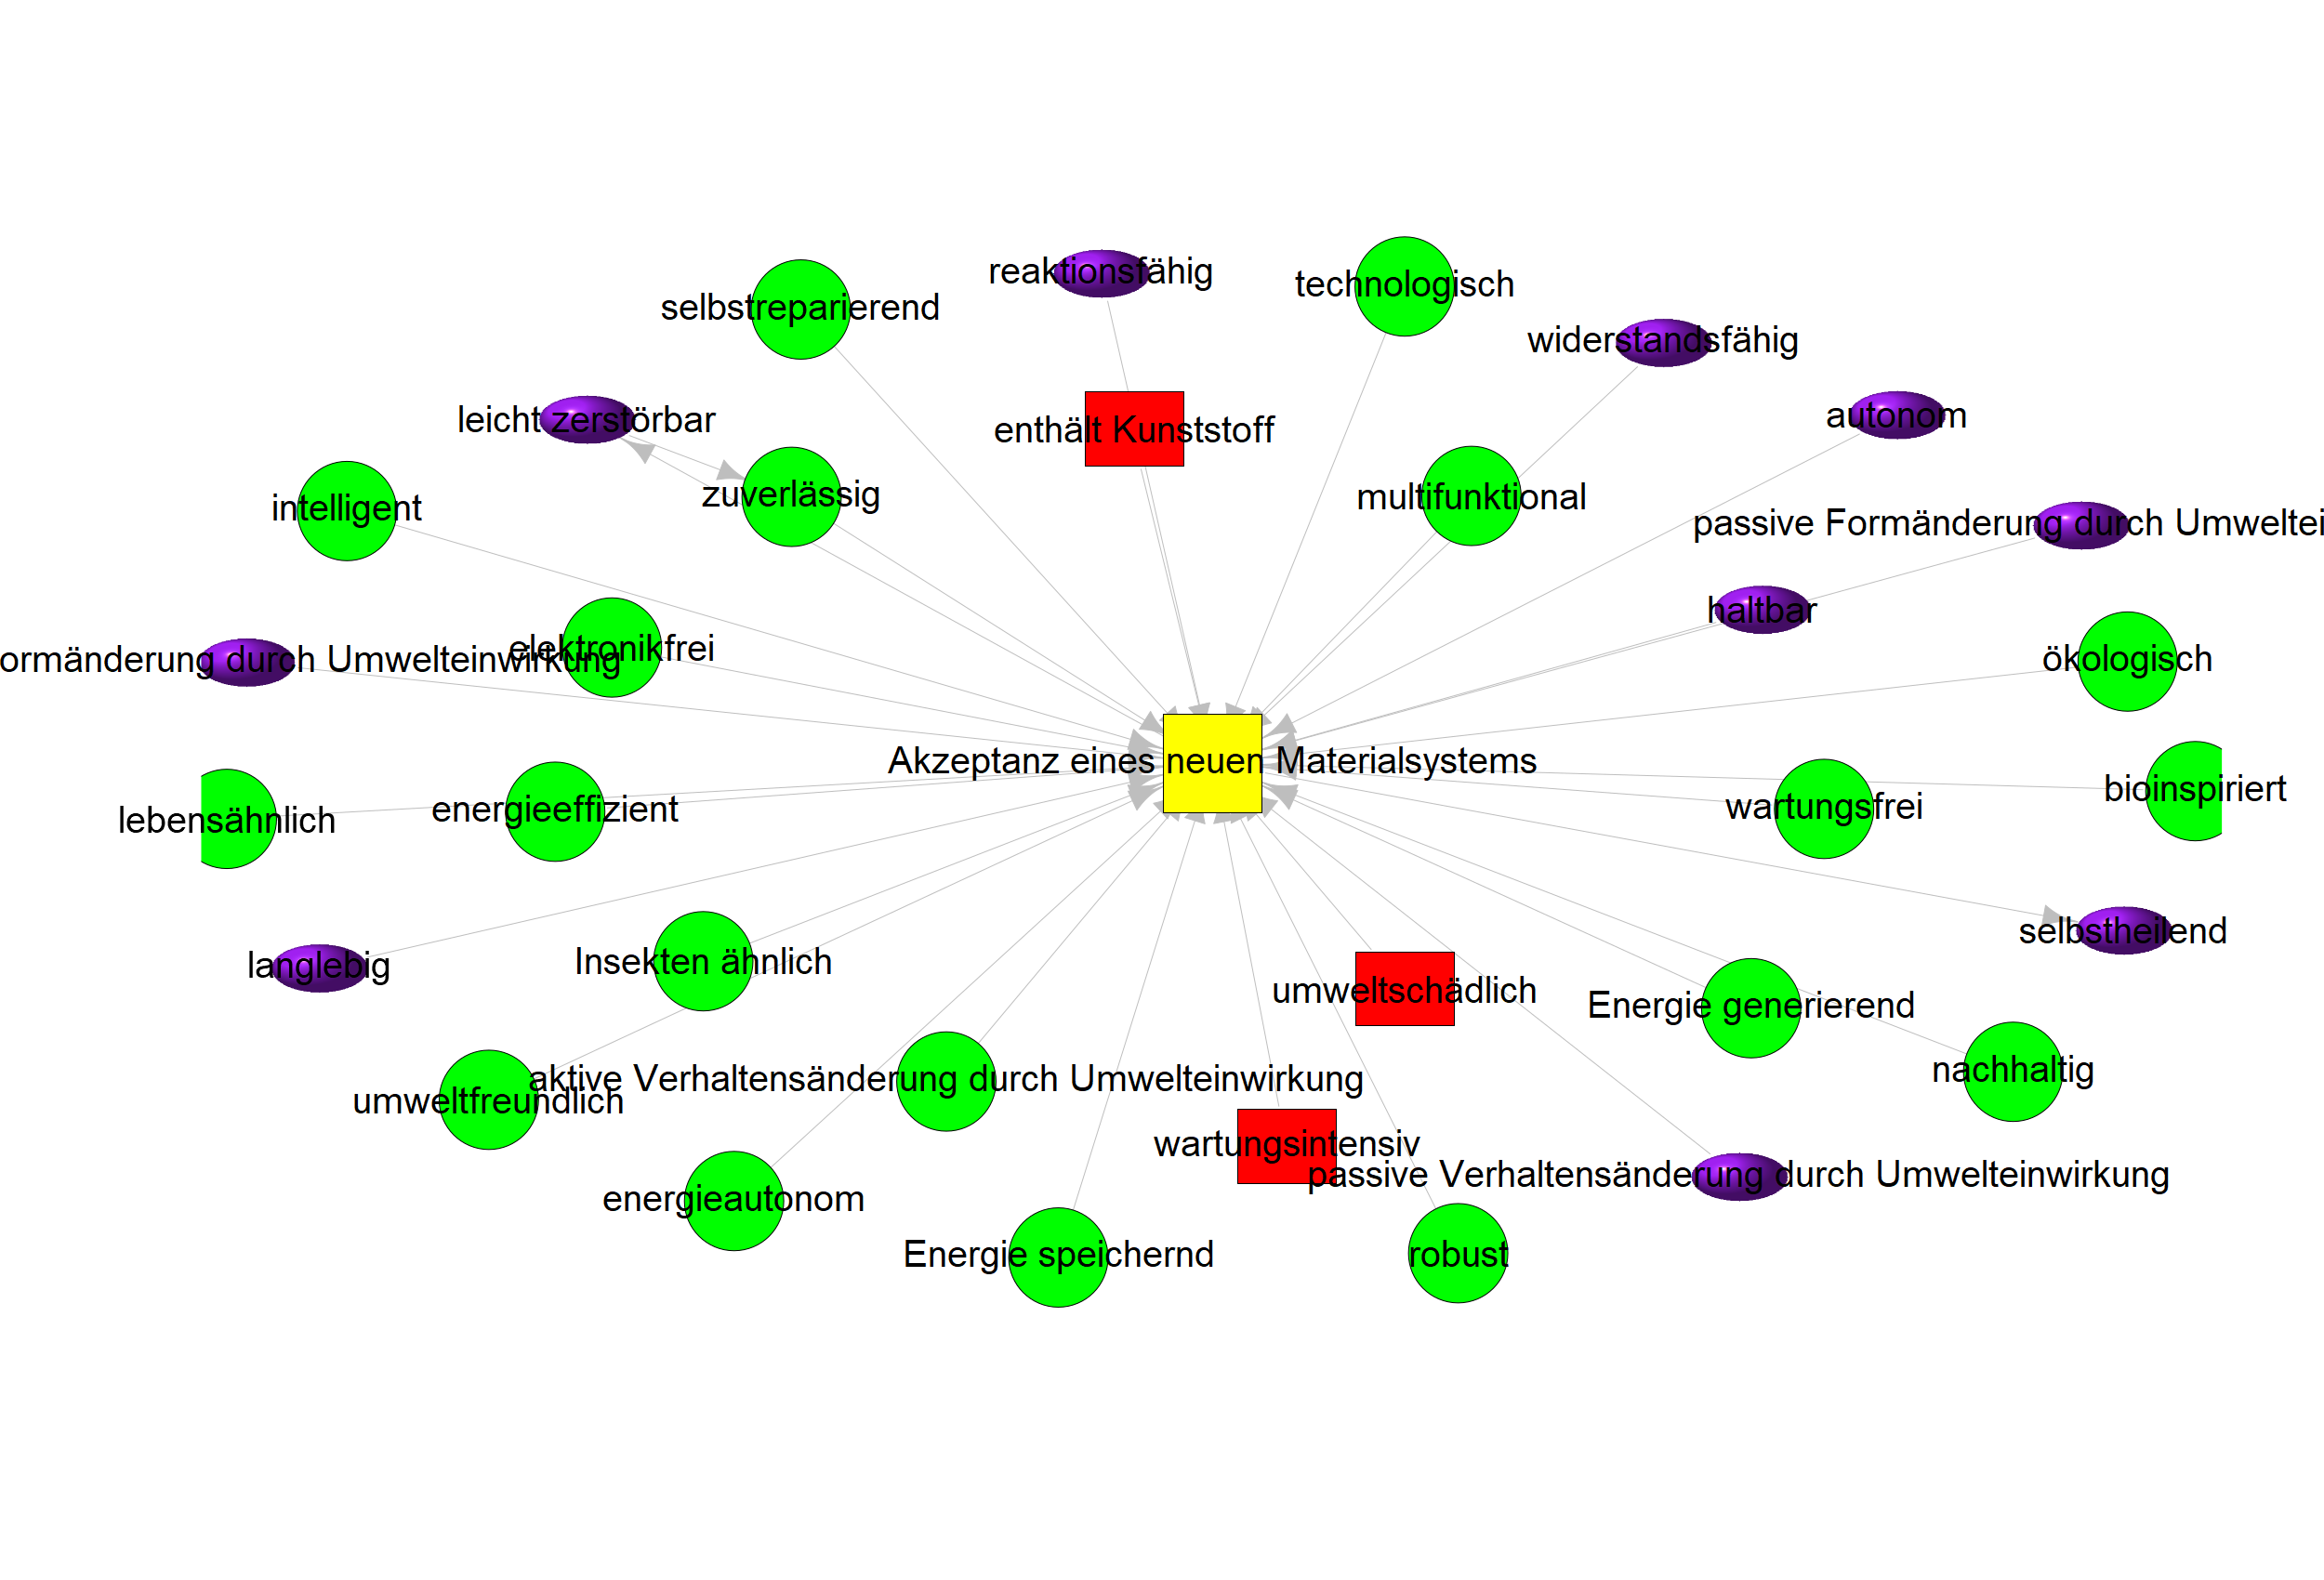 reaktionsfähig
technologisch
selbstreparierend
widerstandsfähig
autonom
leicht zerstörbar
enthält Kunststoff
zuverlässig
multifunktional
intelligent
passive Formänderung durch Umweltei
haltbar
elektronikfrei
ormänderung durch Umwelteinwirkung
ökologisch
Akzeptanz eines neuen Materialsystems
bioinspiriert
energieeffizient
wartungsfrei
lebensähnlich
selbstheilend
Insekten ähnlich
langlebig
umweltschädlich
Energie generierend
nachhaltig
aktive Verhaltensänderung durch Umwelteinwirkung
umweltfreundlich
wartungsintensiv
passive Verhaltensänderung durch Umwelteinwirkung
energieautonom
Energie speichernd
robust